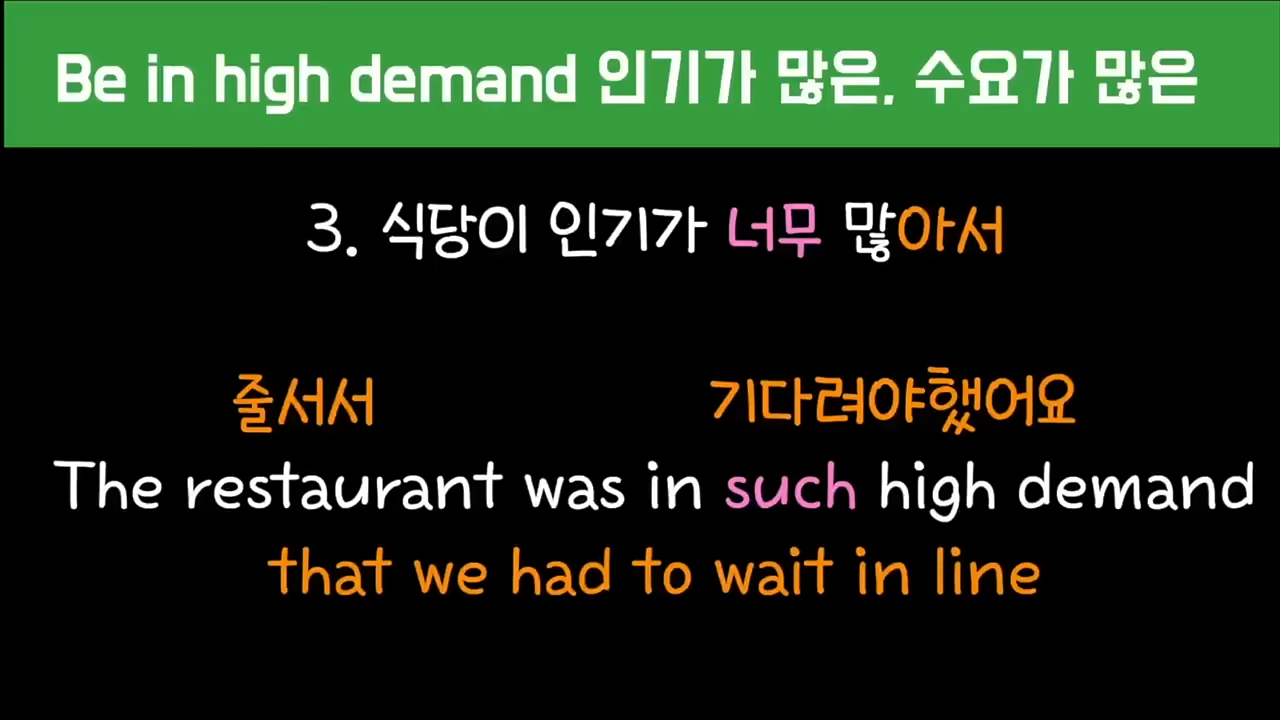 Be in high demand 인기가 많은, 수요가 많은
3. 식당이 인기가 너무 많아서
줄서서 기다려야했어요
The restaurant was in such high demand
that we had to wait in line